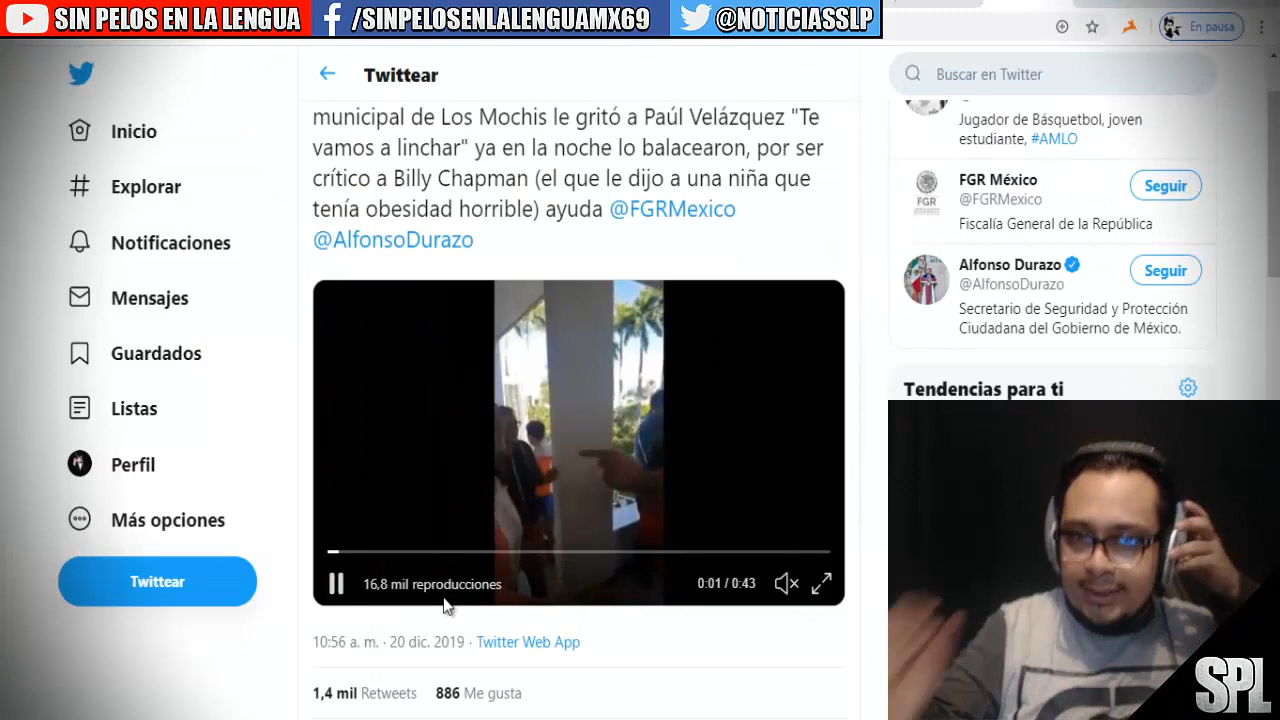 SIN PELOS EN LA LENGUA
/SINPELOSENLALENGUAMX69
@NOTICIASSLP
En pausa
Twittear
Buscar en Twitter
Inicio
Explorar
Notificaciones
Mensajes
Guardados
Listas
Perfil
Más opciones
Twittear
municipal de Los Mochis le gritó a Paúl Velázquez "Te
vamos a linchar" ya en la noche lo balacearon, por ser
crítico a Billy Chapman (el que le dijo a una niña que
tenía obesidad horrible) ayuda @FGRMexico
@AlfonsoDurazo
16,8 mil reproducciones
0:01 / 0:43
10:56 a. m. · 20 dic. 2019 · Twitter Web App
1,4 mil Retweets 886 Me gusta
Jugador de Básquetbol, joven
estudiante, #AMLO
FGR México
@FGRMexico
Seguir
FGR
Fiscalía General de la República
Alfonso Durazo
@AlfonsoDurazo
Seguir
Secretario de Seguridad y Protección
Ciudadana del Gobierno de México.
Tendencias para ti
SPL